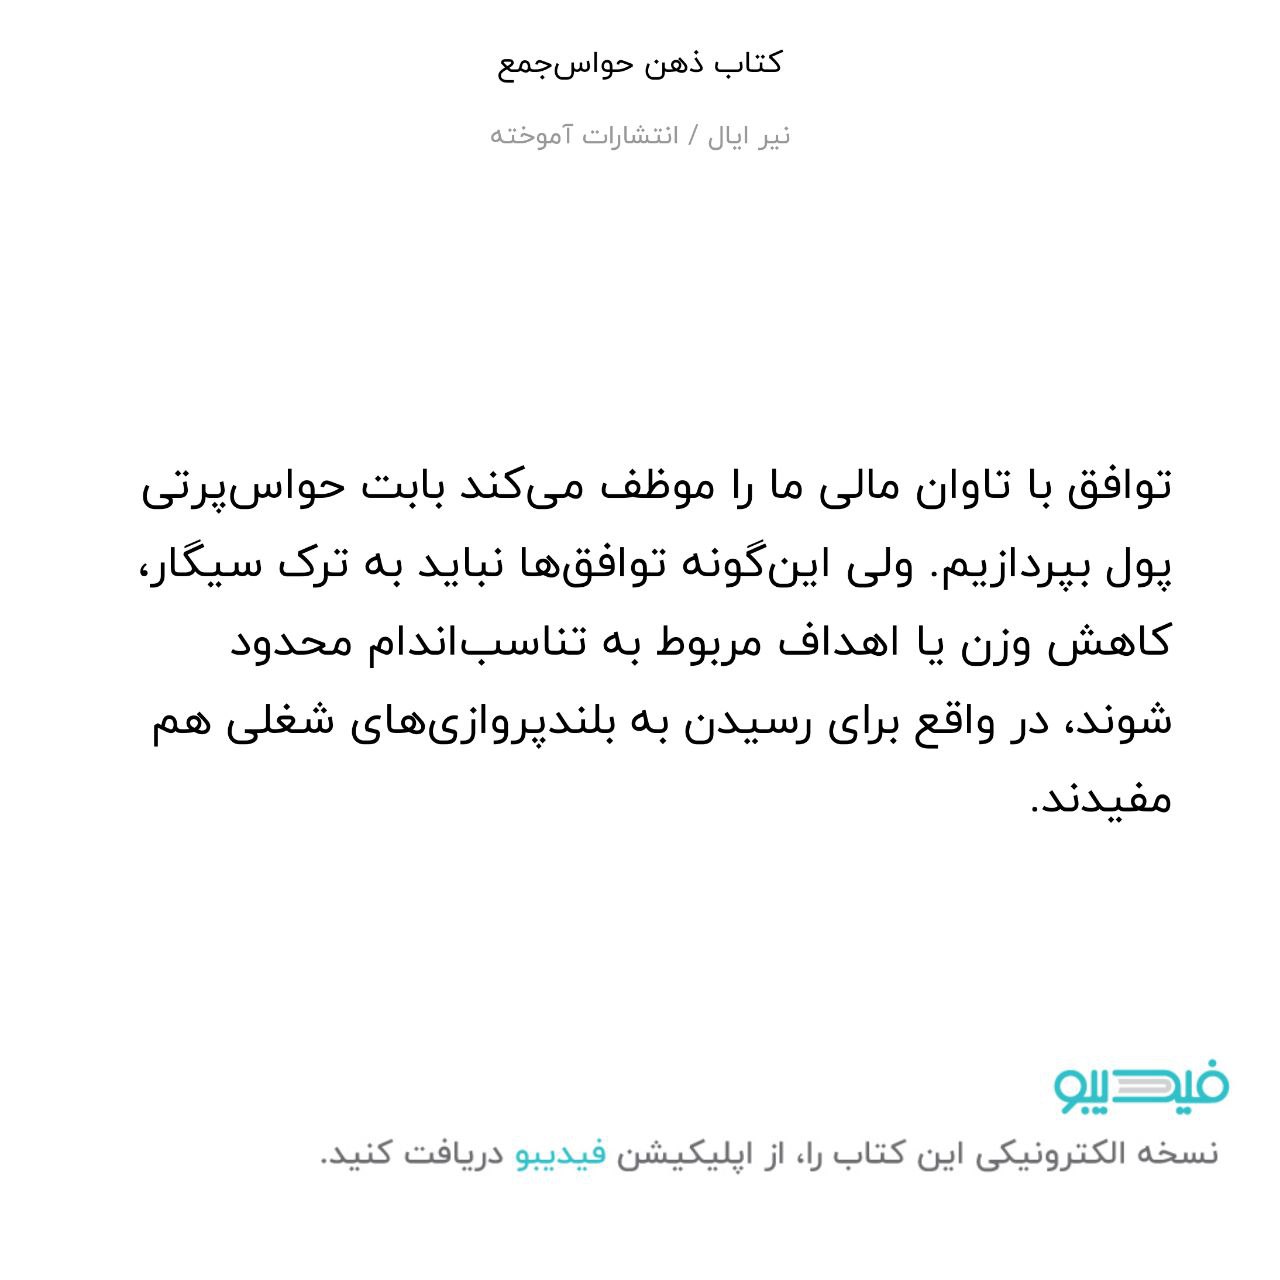 کتاب ذهن حواس‌جمع
نیر ایال / انتشارات آموخته
توافق با تاوان مالی ما را موظف می‌کند بابت حواس‌پرتی
پول بپردازیم. ولی این‌گونه توافق‌ها نباید به ترک سیگار،
کاهش وزن یا اهداف مربوط به تناسب‌اندام محدود
شوند، در واقع برای رسیدن به بلندپروازی‌های شغلی هم
مفیدند.
فیدیبو
نسخه الکترونیکی این کتاب را، از اپلیکیشن فیدیبو دریافت کنید.